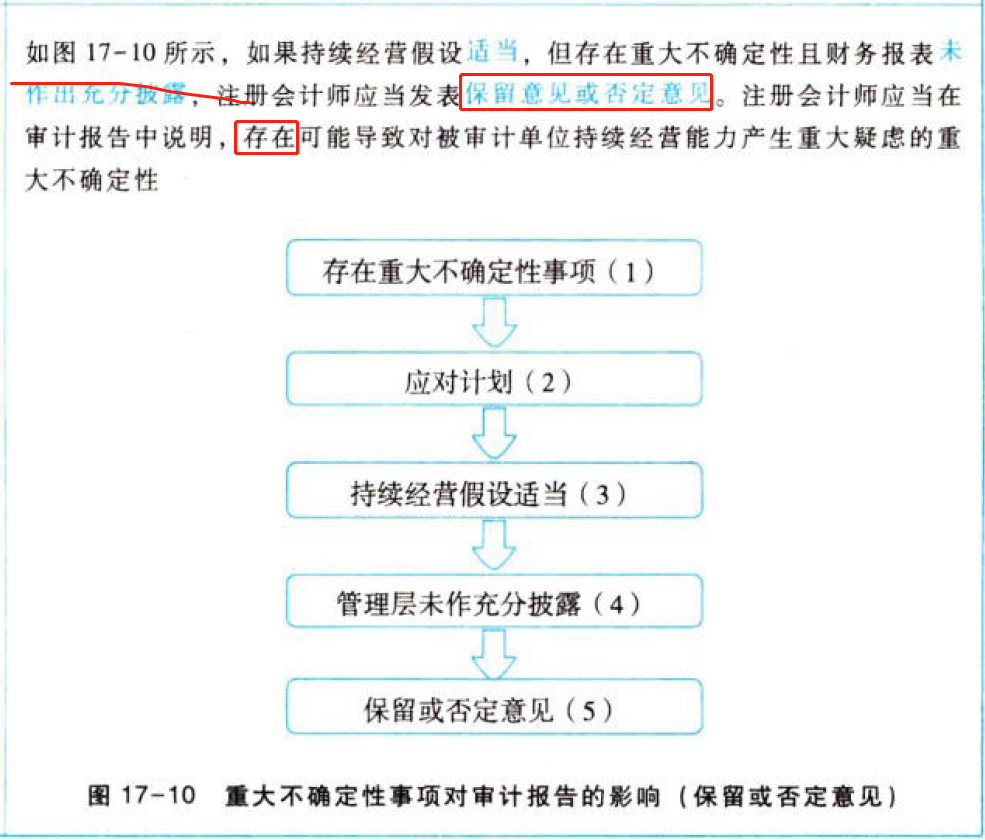 如图 17-10 所示，如果持续经营假设适当，但存在重大不确定性且财务报表未
作出充分披露，注册会计师应当发表保留意见或否定意见。注册会计师应当在
审计报告中说明，存在可能导致对被审计单位持续经营能力产生重大疑虑的重
大不确定性
存在重大不确定性事项（1）
应对计划（2）
持续经营假设适当（3）
管理层未作充分披露（4）
保留或否定意见（5）
图 17-10 重大不确定性事项对审计报告的影响（保留或否定意见）